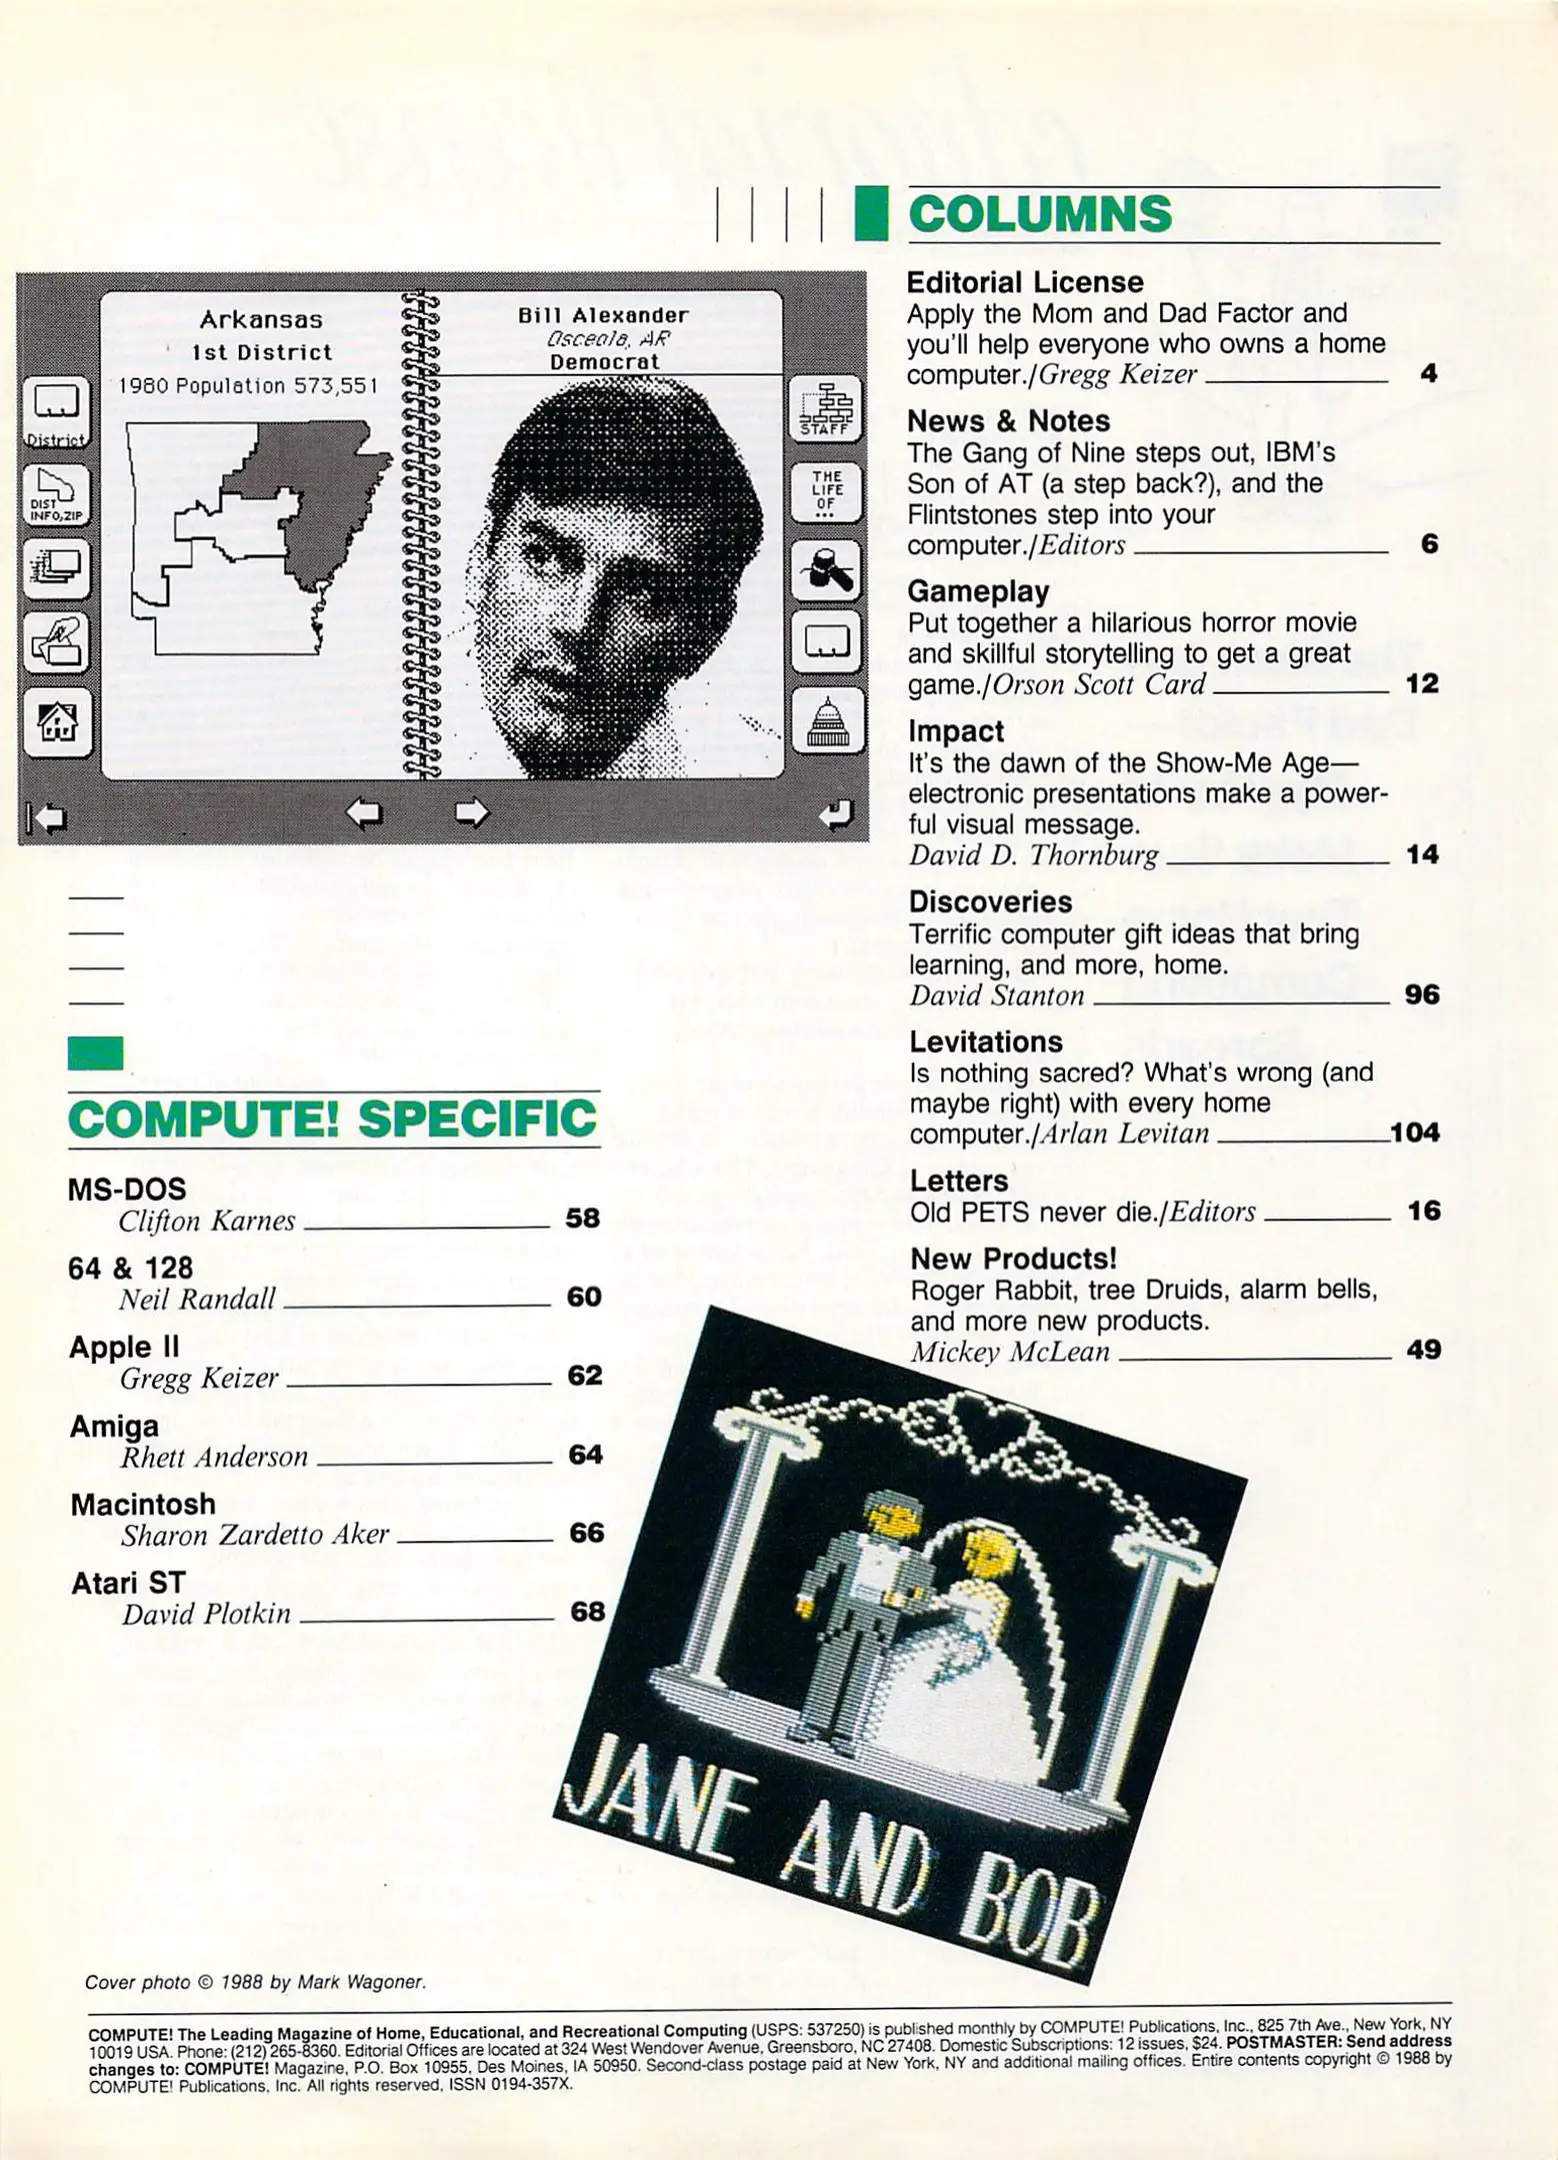 COLUMNS
Editorial License
Apply the Mom and Dad Factor and
you'll help everyone who owns a home
computer./Gregg Keizer 4
News & Notes
The Gang of Nine steps out, IBM's
Son of AT (a step back?), and the
Flintstones step into your
computer./Editors 6
Gameplay
Put together a hilarious horror movie
and skillful storytelling to get a great
game./Orson Scott Card 12
Impact
It's the dawn of the Show-Me Age—
electronic presentations make a power-
ful visual message.
David D. Thornburg 14
Discoveries
Terrific computer gift ideas that bring
learning, and more, home.
David Stanton 96
Levitations
Is nothing sacred? What's wrong (and
maybe right) with every home
computer./Arlan Levitan 104
Letters
Old PETS never die./Editors 16
New Products!
Roger Rabbit, tree Druids, alarm bells,
and more new products.
Mickey McLean 49
Arkansas
1st District
1980 Population 573,551
Bill Alexander
Osceola, AR
Democrat
District
DIST
INFO,ZIP
STAFF
THE
LIFE
OF
...
COMPUTE! SPECIFIC
MS-DOS
Clifton Karnes 58
64 & 128
Neil Randall 60
Apple II
Gregg Keizer 62
Amiga
Rhett Anderson 64
Macintosh
Sharon Zardetto Aker 66
Atari ST
David Plotkin 68
JANE AND BOB
Cover photo © 1988 by Mark Wagoner.
COMPUTE! The Leading Magazine of Home, Educational, and Recreational Computing (USPS: 537250) is published monthly by COMPUTE! Publications, Inc., 825 7th Ave., New York, NY
10019 USA. Phone: (212) 265-8360. Editorial Offices are located at 324 West Wendover Avenue, Greensboro, NC 27408. Domestic Subscriptions: 12 issues, $24. POSTMASTER: Send address
changes to: COMPUTE! Magazine, P.O. Box 10955, Des Moines, IA 50950. Second-class postage paid at New York, NY and additional mailing offices. Entire contents copyright © 1988 by
COMPUTE! Publications, Inc. All rights reserved, ISSN 0194-357X.